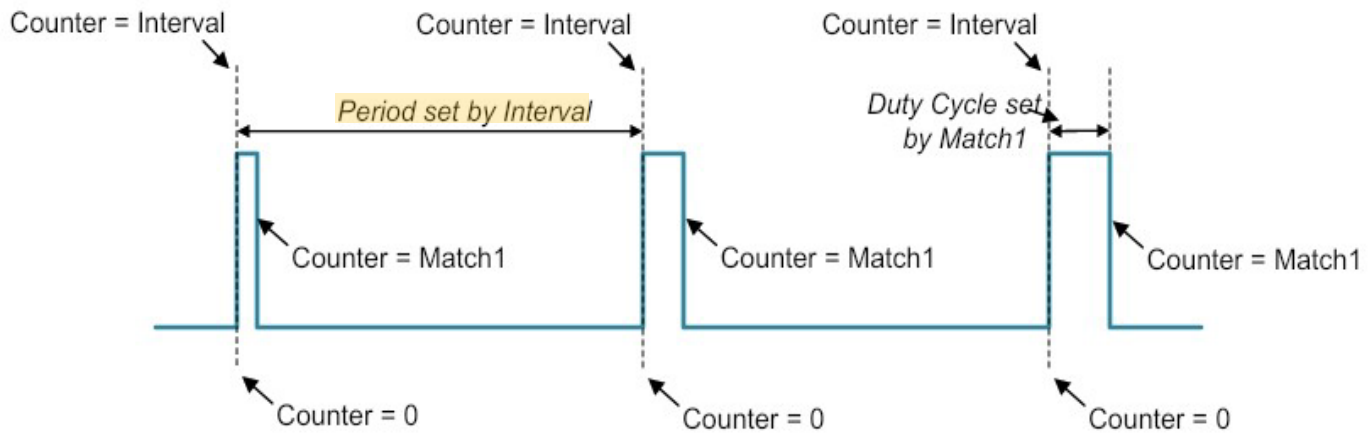 Counter = Interval
Counter = Interval
Counter = Interval
Period set by Interval
Duty Cycle set
by Match1
Counter = Match1
Counter = Match1
Counter = Match1
Counter = 0
Counter = 0
Counter = 0